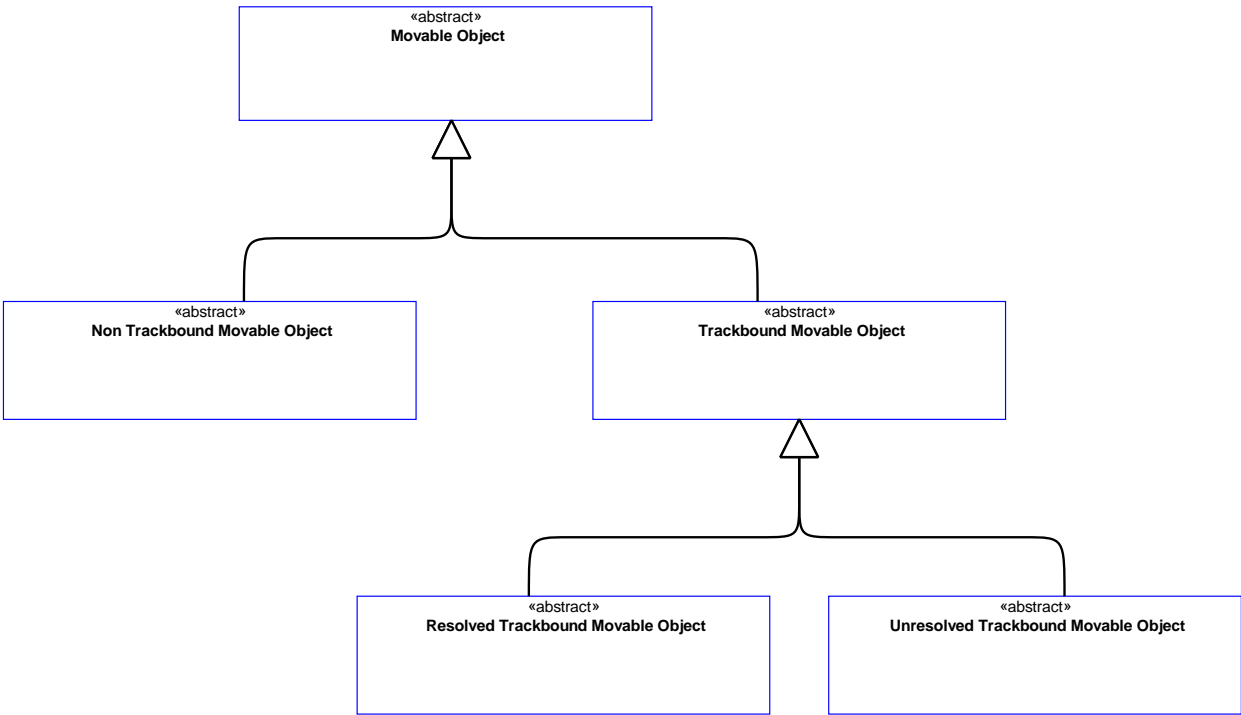 «abstract»
Movable Object
«abstract»
Non Trackbound Movable Object
«abstract»
Trackbound Movable Object
«abstract»
Resolved Trackbound Movable Object
«abstract»
Unresolved Trackbound Movable Object